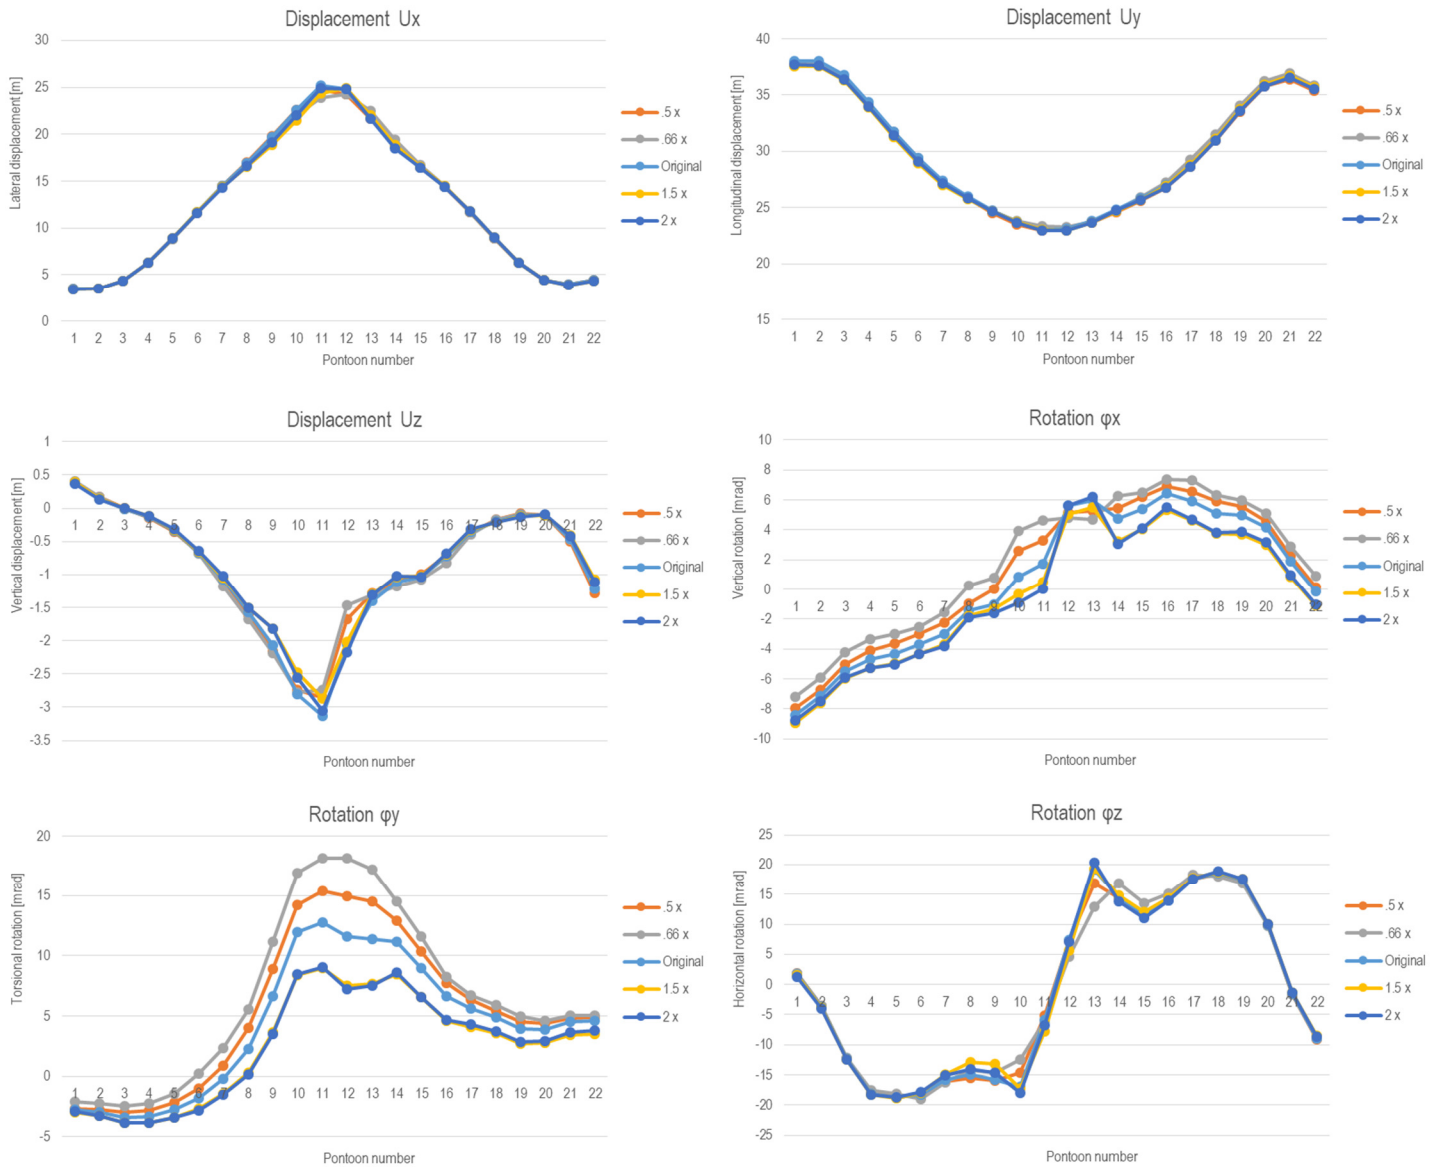 Displacement Ux
Lateral displacement [m]
30
25
20
15
10
5
0
1 2 3 4 5 6 7 8 9 10 11 12 13 14 15 16 17 18 19 20 21 22
Pontoon number
.5 x
.66 x
Original
1.5 x
2 x
Displacement Uy
Longitudinal displacement [m]
40
35
30
25
20
15
1 2 3 4 5 6 7 8 9 10 11 12 13 14 15 16 17 18 19 20 21 22
Pontoon number
.5 x
.66 x
Original
1.5 x
2 x
Displacement Uz
Vertical displacement [m]
1
0.5
0
-0.5
-1
-1.5
-2
-2.5
-3
-3.5
1 2 3 4 5 6 7 8 9 10 11 12 13 14 15 16 17 18 19 20 21 22
Pontoon number
.5 x
.66 x
Original
1.5 x
2 x
Rotation φx
Vertical rotation [mrad]
10
8
6
4
2
0
-2
-4
-6
-8
-10
1 2 3 4 5 6 7 8 9 10 11 12 13 14 15 16 17 18 19 20 21 22
Pontoon number
.5 x
.66 x
Original
1.5 x
2 x
Rotation φy
Torsional rotation [mrad]
20
15
10
5
0
-5
1 2 3 4 5 6 7 8 9 10 11 12 13 14 15 16 17 18 19 20 21 22
Pontoon number
.5 x
.66 x
Original
1.5 x
2 x
Rotation φz
Horizontal rotation [mrad]
25
20
15
10
5
0
-5
-10
-15
-20
-25
1 2 3 4 5 6 7 8 9 10 11 12 13 14 15 16 17 18 19 20 21 22
Pontoon number
.5 x
.66 x
Original
1.5 x
2 x